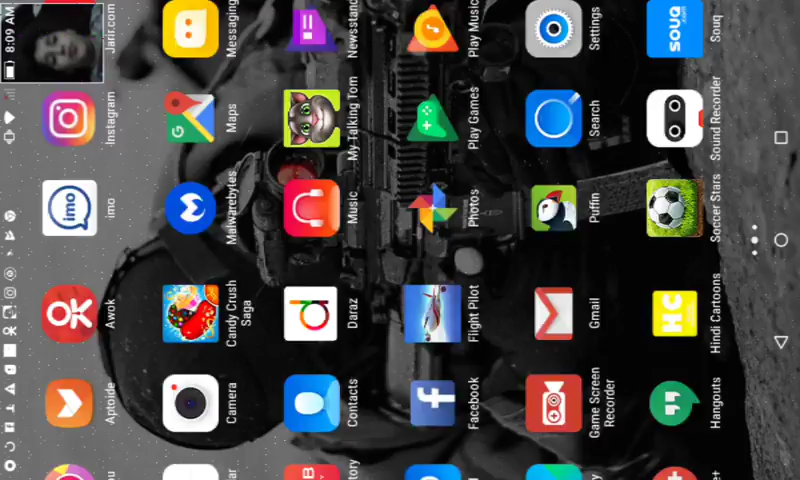 8:09 AM
imo
Aptoide Awok imo Instagram Jarir.com
Camera Candy Crush Saga Malwarebytes Maps Messaging
Contacts Daraz Music My Talking Tom Newsstand
Facebook Flight Pilot Photos Play Games Play Music
Game Screen Recorder Gmail Puffin Search Settings
HC souq .com
Hangouts Hindi Cartoons Soccer Stars Sound Recorder Souq